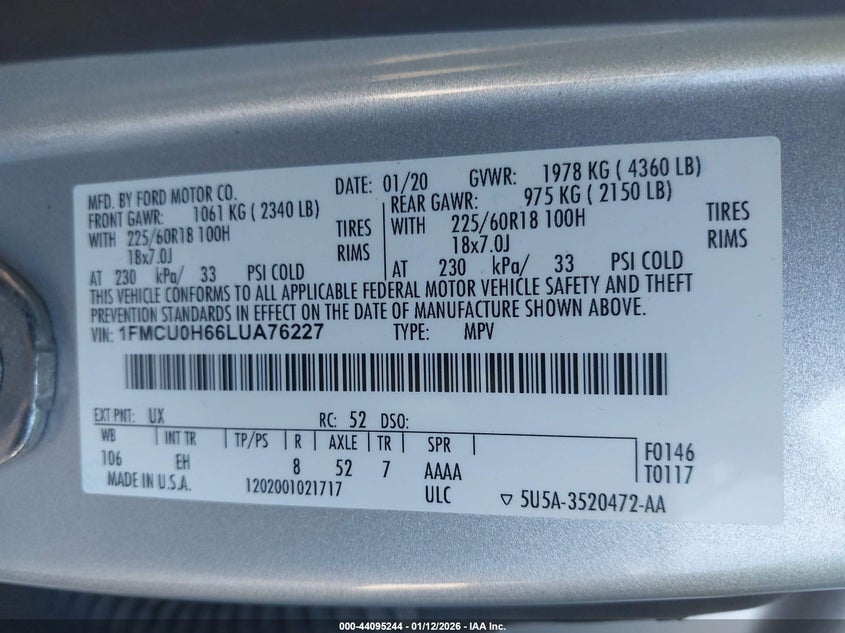 MFD. BY FORD MOTOR CO. DATE: 01/20 GVWR: 1978 KG ( 4360 LB)
FRONT GAWR: 1061 KG ( 2340 LB) REAR GAWR: 975 KG ( 2150 LB)
WITH 225/60R18 100H TIRES WITH 225/60R18 100H TIRES
18x7.0J RIMS 18x7.0J RIMS
AT 230 kPa/ 33 PSI COLD AT 230 kPa/ 33 PSI COLD
THIS VEHICLE CONFORMS TO ALL APPLICABLE FEDERAL MOTOR VEHICLE SAFETY AND THEFT
PREVENTION STANDARDS IN EFFECT ON THE DATE OF MANUFACTURE SHOWN ABOVE.
VIN: 1FMCU0H66LUA76227 TYPE: MPV
EXT PNT: UX RC: 52 DSO:
WB INT TR TP/PS R AXLE TR SPR F0146
106 EH 8 52 7 AAAA T0117
MADE IN U.S.A. 1202001021717 ULC ▽ 5U5A-3520472-AA
000-44095244 - 01/12/2026 - IAA Inc.